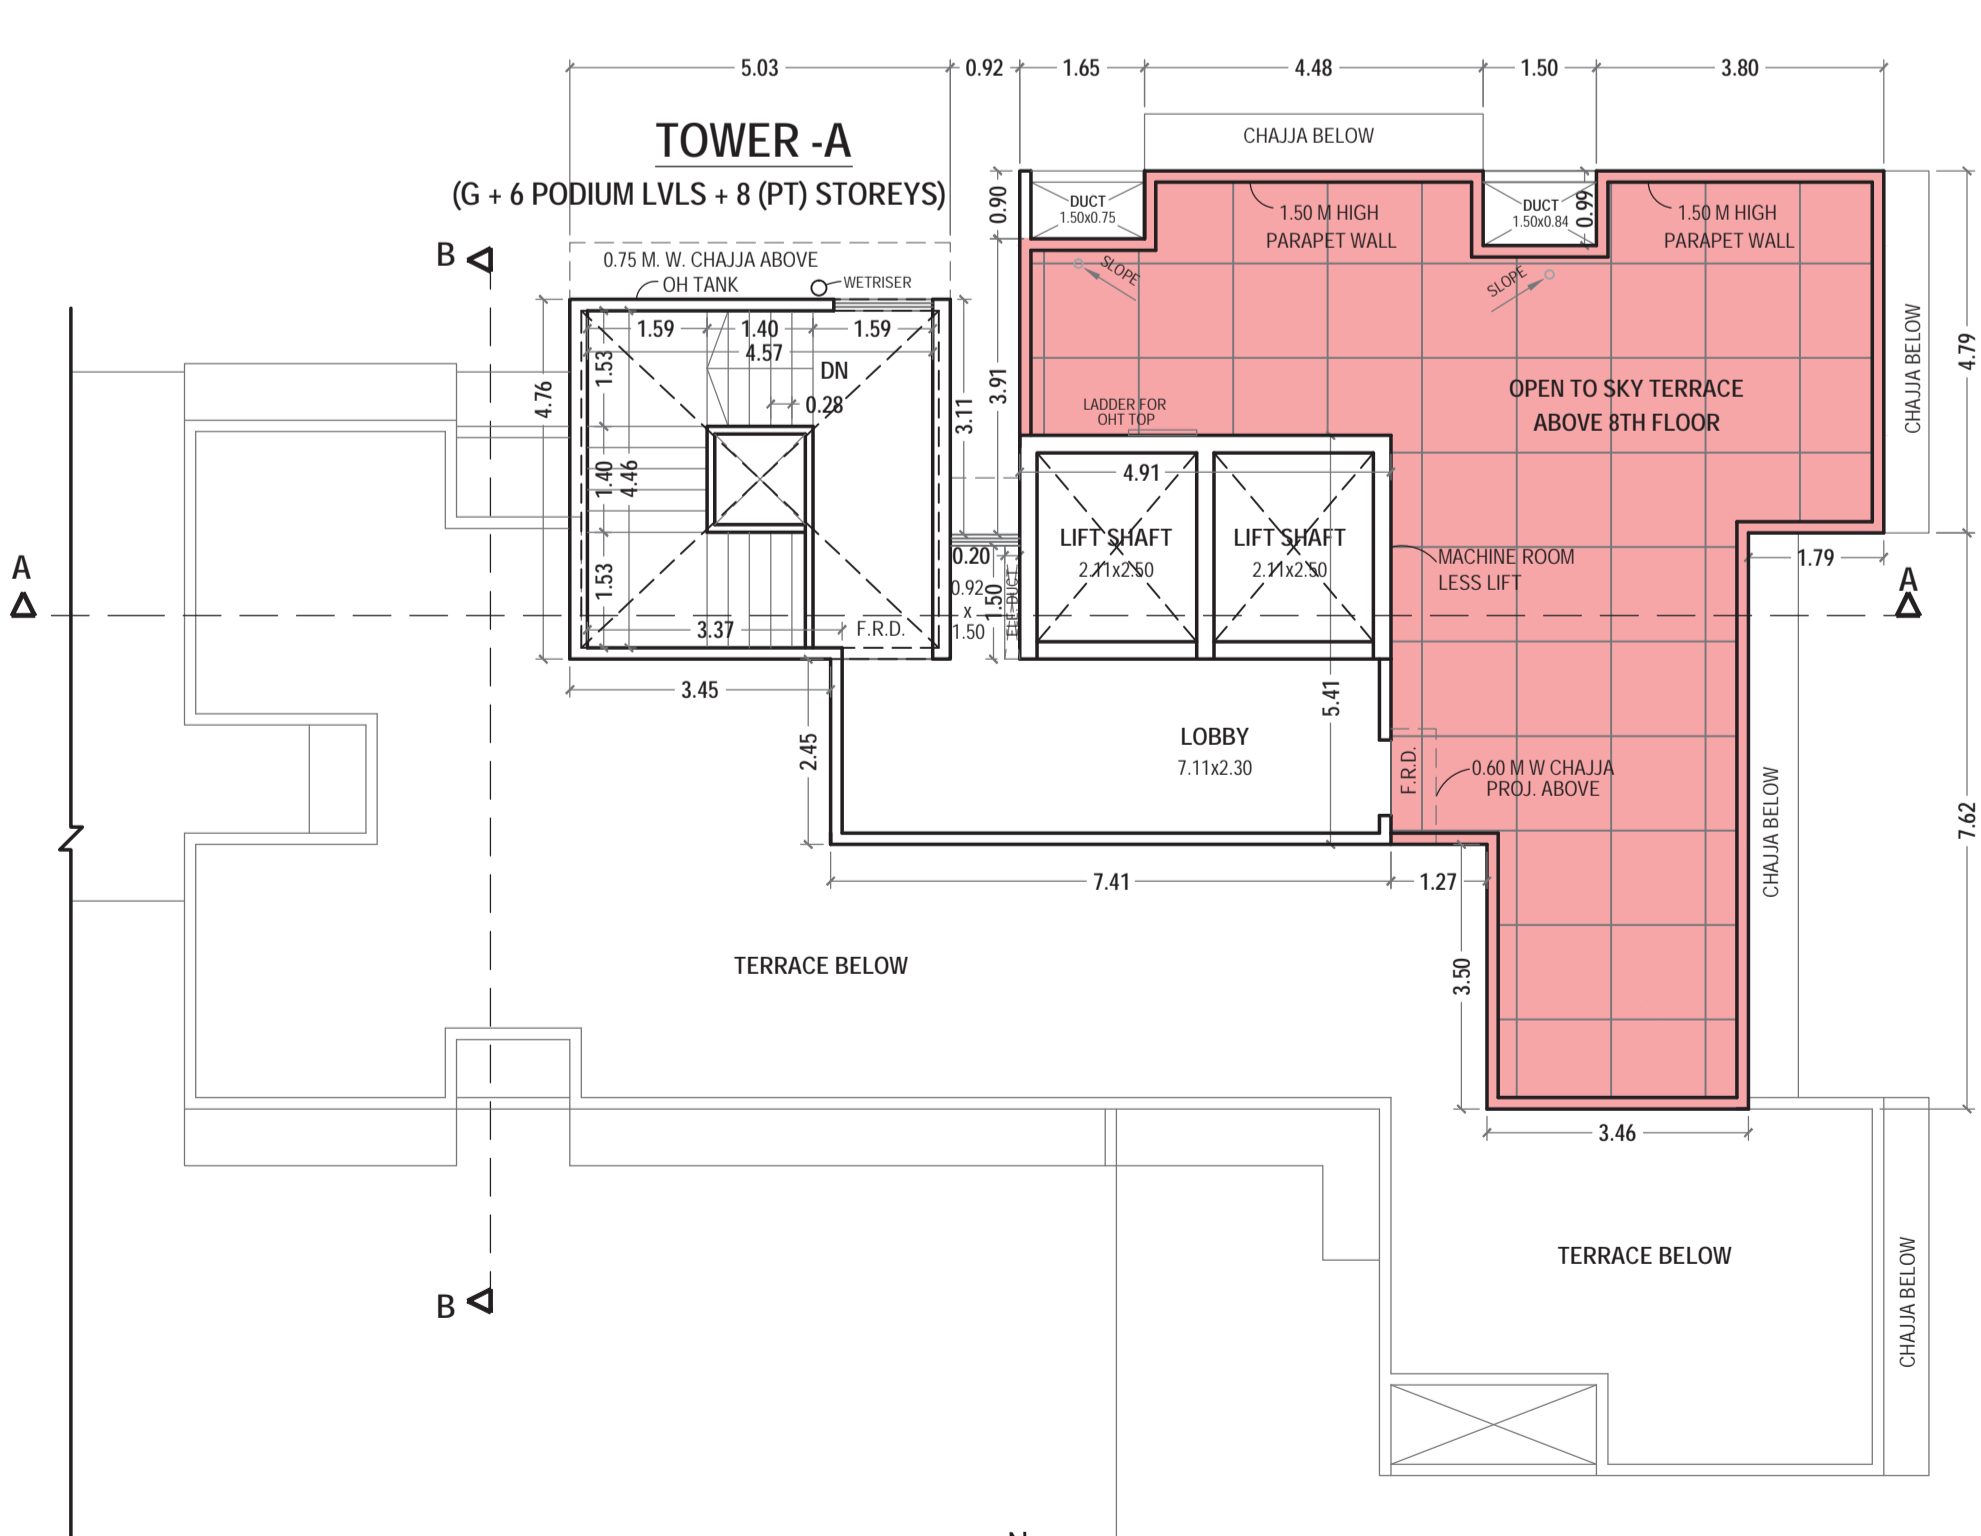 5.03
0.92
1.65
4.48
1.50
3.80
TOWER -A
(G + 6 PODIUM LVLS + 8 (PT) STOREYS)
CHAJJA BELOW
B
0.75 M. W. CHAJJA ABOVE
OH TANK
WETRISER
0.90
DUCT
1.50x0.75
1.50 M HIGH
PARAPET WALL
DUCT
1.50x0.84
0.99
1.50 M HIGH
PARAPET WALL
SLOPE
SLOPE
4.79
CHAJJA BELOW
1.59
1.40
1.59
4.57
1.53
DN
0.28
4.76
3.11
3.91
LADDER FOR
OHT TOP
OPEN TO SKY TERRACE
ABOVE 8TH FLOOR
1.40
4.46
4.91
LIFT SHAFT
2.11x2.50
LIFT SHAFT
2.11x2.50
MACHINE ROOM
LESS LIFT
1.79
A
A
1.53
0.20
0.92
x
1.50
1.50
ELE. DUCT
3.37
F.R.D.
3.45
2.45
5.41
LOBBY
7.11x2.30
F.R.D.
0.60 M W CHAJJA
PROJ. ABOVE
CHAJJA BELOW
7.62
7.41
1.27
TERRACE BELOW
3.50
3.46
TERRACE BELOW
CHAJJA BELOW
B